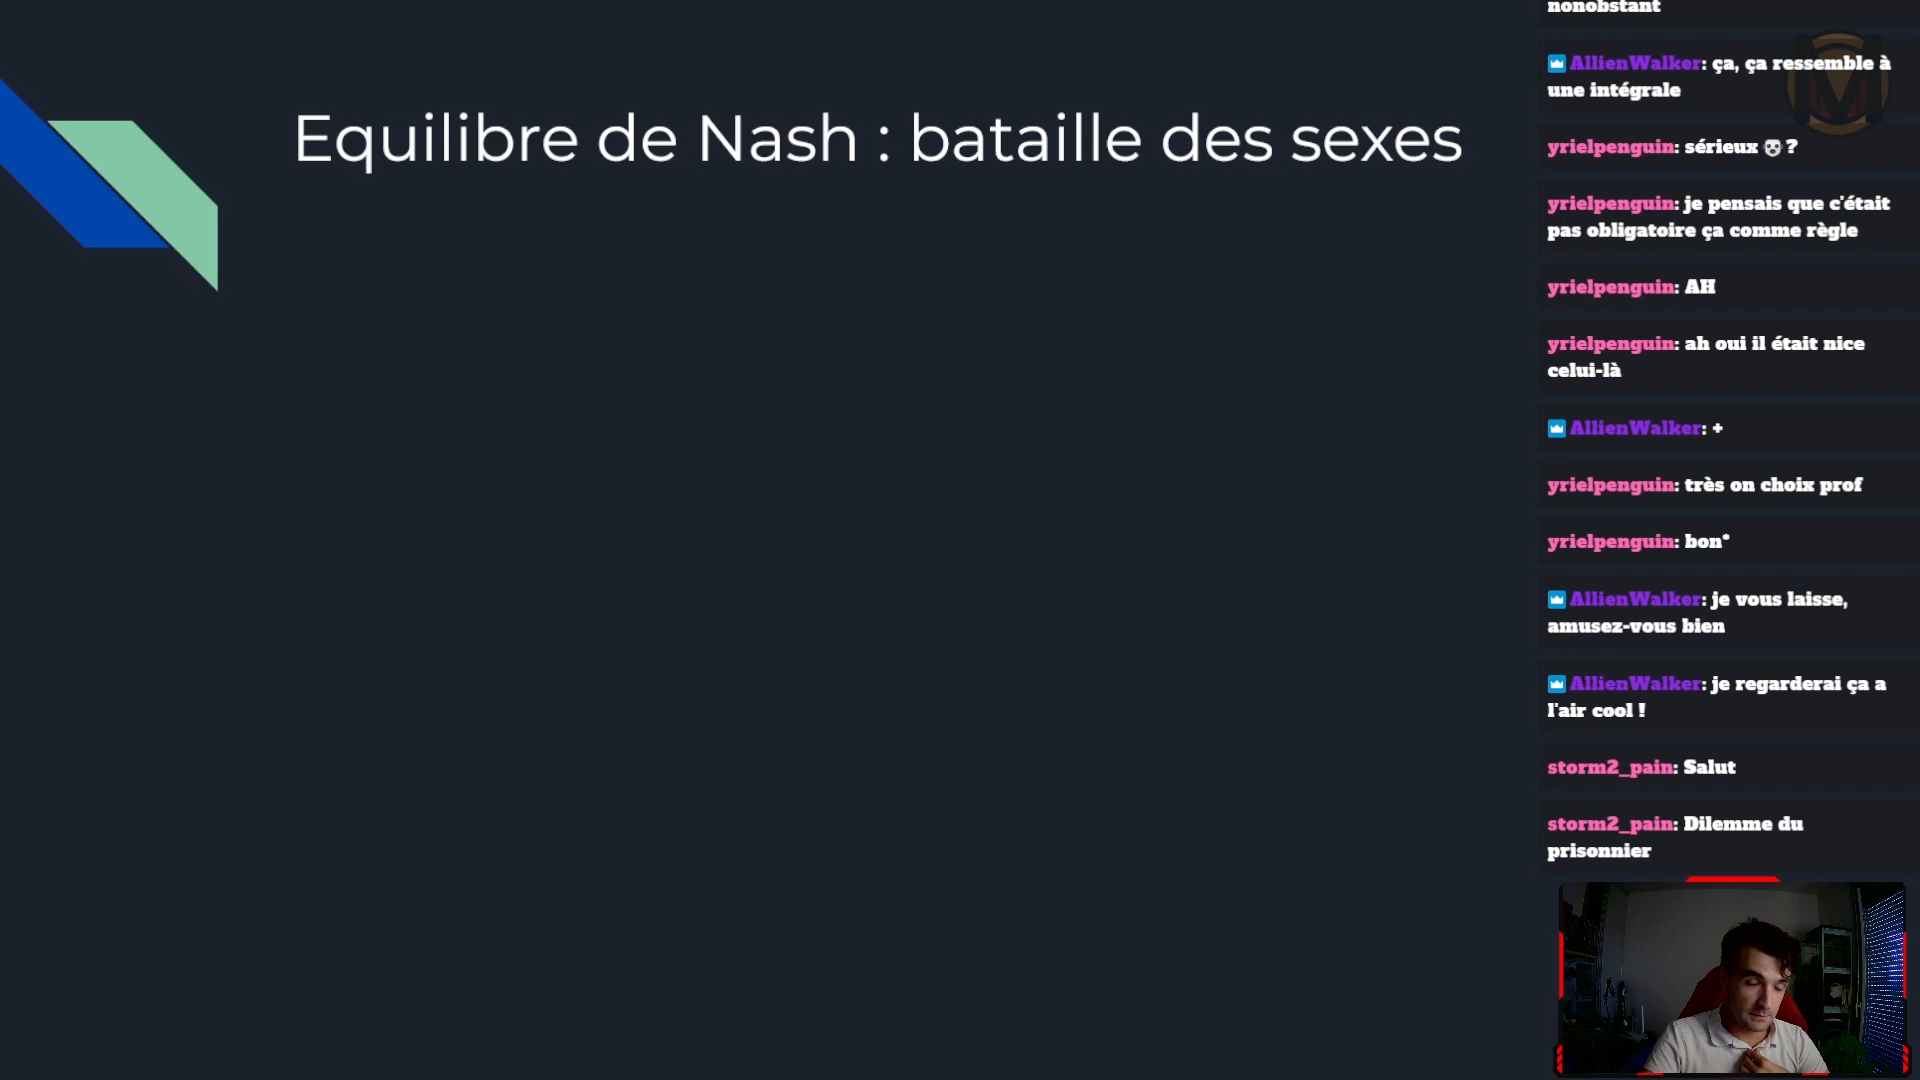 nonobstant
Equilibre de Nash : bataille des sexes
AllienWalker: ça, ça ressemble à
une intégrale
yrielpenguin: sérieux ?
yrielpenguin: je pensais que c'était
pas obligatoire ça comme règle
yrielpenguin: AH
yrielpenguin: ah oui il était nice
celui-là
AllienWalker: +
yrielpenguin: très on choix prof
yrielpenguin: bon*
AllienWalker: je vous laisse,
amusez-vous bien
AllienWalker: je regarderai ça a
l'air cool !
storm2_pain: Salut
storm2_pain: Dilemme du
prisonnier